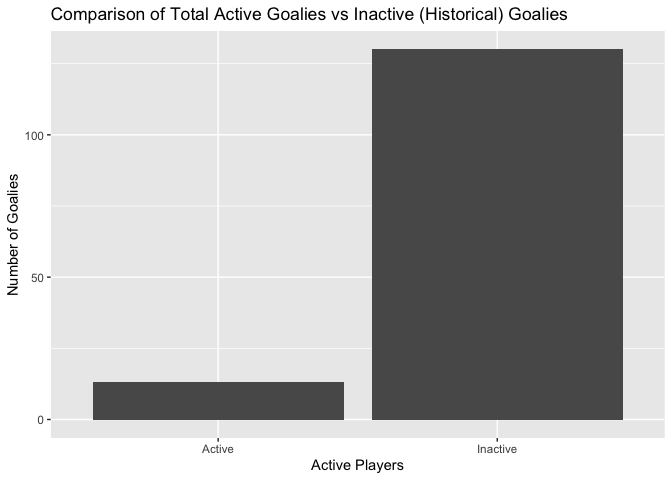 Comparison of Total Active Goalies vs Inactive (Historical) Goalies
Number of Goalies
100
50
0
Active
Inactive
Active Players